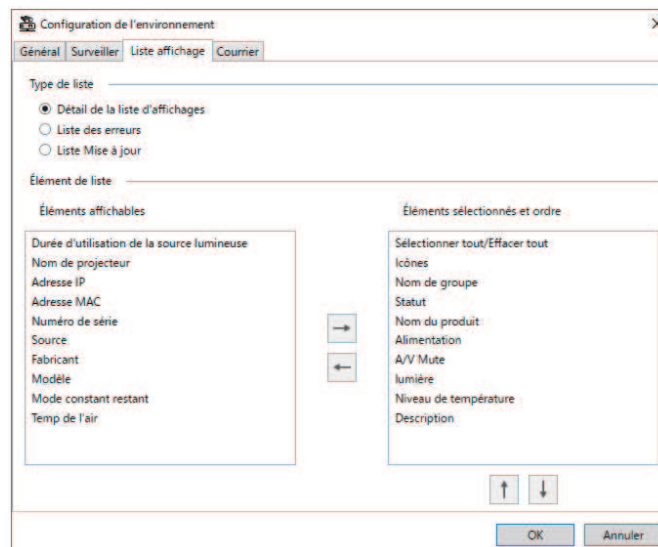 Configuration de l'environnement
Général Surveiller Liste affichage Courrier
Type de liste
Détail de la liste d'affichages
Liste des erreurs
Liste Mise à jour
Élément de liste
Éléments affichables
Durée d'utilisation de la source lumineuse
Nom de projecteur
Adresse IP
Adresse MAC
Numéro de série
Source
Fabricant
Modèle
Mode constant restant
Temp de l'air
Éléments sélectionnés et ordre
Sélectionner tout/Effacer tout
Icônes
Nom de groupe
Statut
Nom du produit
Alimentation
A/V Mute
lumière
Niveau de température
Description
OK Annuler